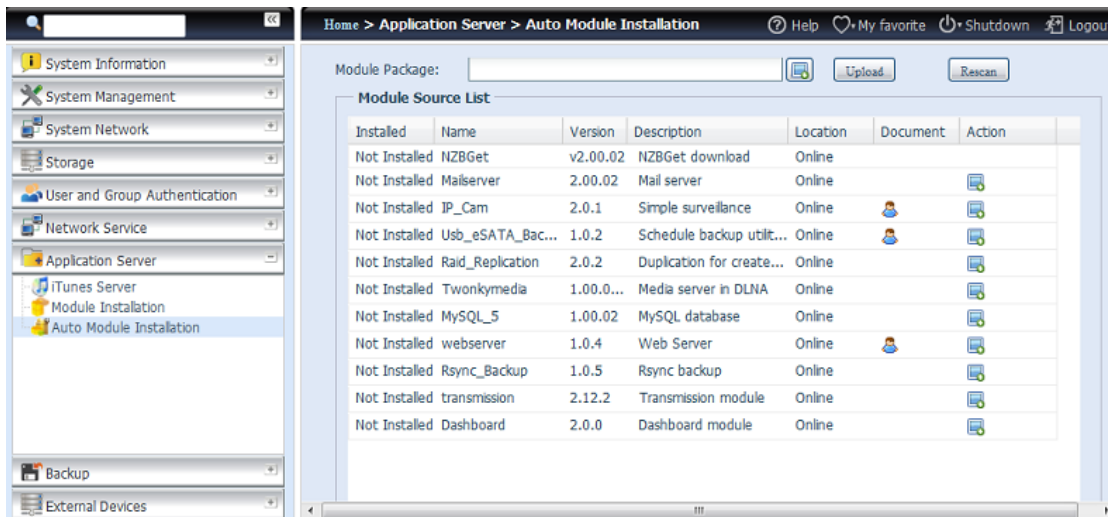 Home > Application Server > Auto Module Installation Help My favorite Shutdown Logout
System Information
System Management
System Network
Storage
User and Group Authentication
Network Service
Application Server
iTunes Server
Module Installation
Auto Module Installation
Backup
External Devices
Module Package: Upload Rescan
Module Source List
Installed Name Version Description Location Document Action
Not Installed NZBGet v2.00.02 NZBGet download Online
Not Installed Mailserver 2.00.02 Mail server Online
Not Installed IP_Cam 2.0.1 Simple surveillance Online
Not Installed Usb_eSATA_Bac... 1.0.2 Schedule backup utilit... Online
Not Installed Raid_Replication 2.0.2 Duplication for create... Online
Not Installed Twonkymedia 1.00.0... Media server in DLNA Online
Not Installed MySQL_5 1.00.02 MySQL database Online
Not Installed webserver 1.0.4 Web Server Online
Not Installed Rsync_Backup 1.0.5 Rsync backup Online
Not Installed transmission 2.12.2 Transmission module Online
Not Installed Dashboard 2.0.0 Dashboard module Online